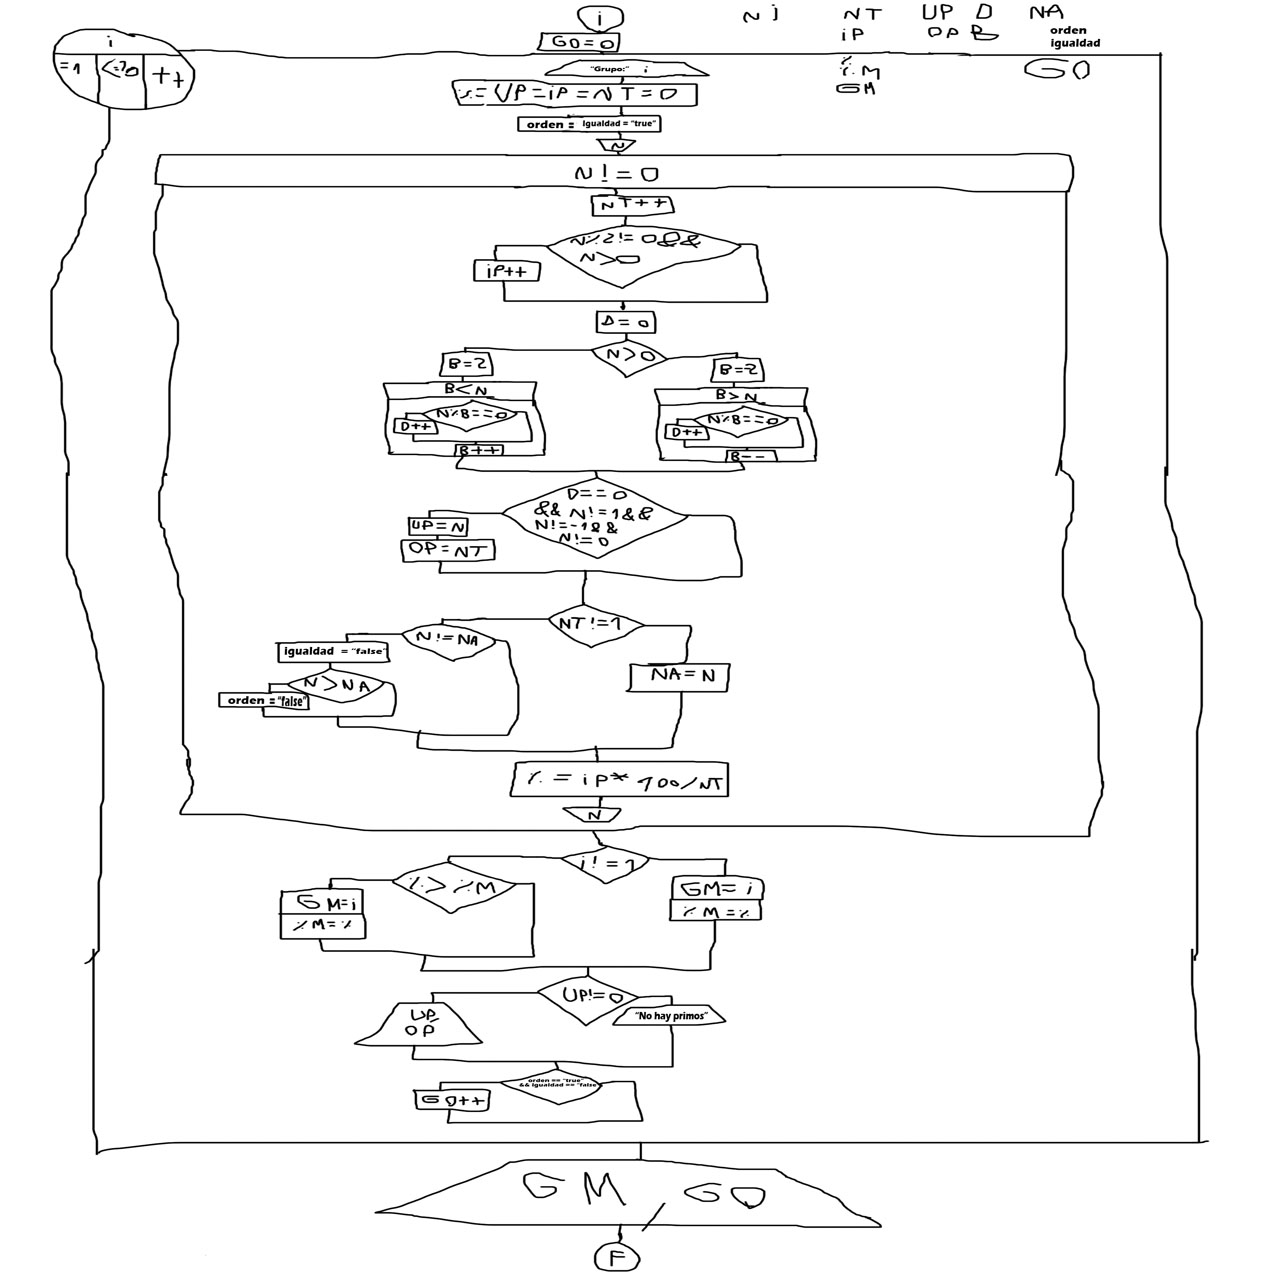 i
N j NT UP D NA
GO=0
iP OP B orden
igualdad
i
=1 <=20 ++
"Grupo:" i
%M GO
GM
%=UP=iP=NT=0
orden = igualdad = "true"
N
N!=0
NT++
N%2!=0&&
N>0
iP++
D=0
N>0
B=2 B=2
B<N B>N
N%B==0 N%B==0
D++ D++
B++ B--
D==0
&& N!=1&&
N!=-1&&
N!=0
UP=N
OP=NT
NT!=1
N!=NA
igualdad = "false"
NA=N
N>NA
orden = "false"
%=iP*100/NT
N
i!=1
%>%M
GM=i GM=i
%M=% %M=%
UP!=0
UP,
OP
"No hay primos"
orden == "true"
&& igualdad == "false"
GO++
GM, GO
F